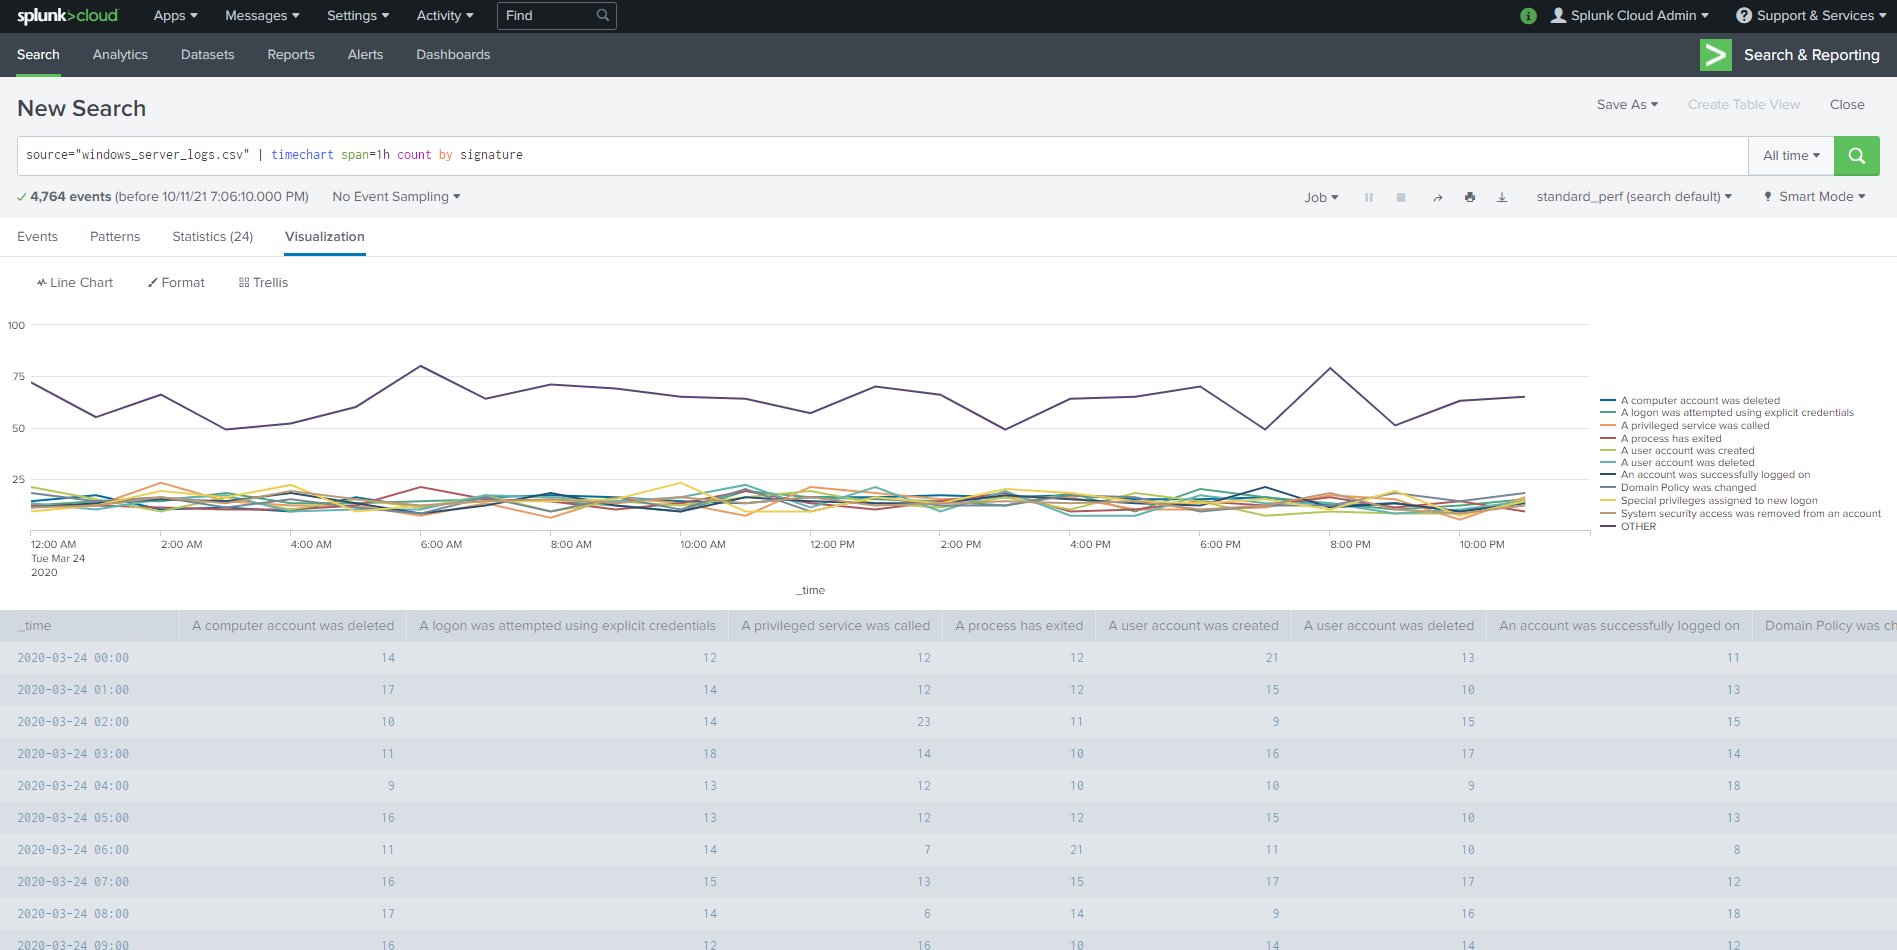 splunk>cloud Apps Messages Settings Activity Find i Splunk Cloud Admin ? Support & Services
Search Analytics Datasets Reports Alerts Dashboards > Search & Reporting
New Search Save As Create Table View Close
source="windows_server_logs.csv" | timechart span=1h count by signature All time
4,764 events (before 10/11/21 7:06:10.000 PM) No Event Sampling Job standard_perf (search default) Smart Mode
Events Patterns Statistics (24) Visualization
Line Chart Format Trellis
100
75
50
25
A computer account was deleted
A logon was attempted using explicit credentials
A privileged service was called
A process has exited
A user account was created
A user account was deleted
An account was successfully logged on
Domain Policy was changed
Special privileges assigned to new logon
System security access was removed from an account
OTHER
12:00 AM 2:00 AM 4:00 AM 6:00 AM 8:00 AM 10:00 AM 12:00 PM 2:00 PM 4:00 PM 6:00 PM 8:00 PM 10:00 PM
Tue Mar 24
2020
_time
_time A computer account was deleted A logon was attempted using explicit credentials A privileged service was called A process has exited A user account was created A user account was deleted An account was successfully logged on Domain Policy was ch
2020-03-24 00:00 14 12 12 12 21 13 11
2020-03-24 01:00 17 14 12 12 15 10 13
2020-03-24 02:00 10 14 23 11 9 15 15
2020-03-24 03:00 11 18 14 10 16 17 14
2020-03-24 04:00 9 13 12 10 10 9 18
2020-03-24 05:00 16 13 12 12 15 10 13
2020-03-24 06:00 11 14 7 21 11 10 8
2020-03-24 07:00 16 15 13 15 17 17 12
2020-03-24 08:00 17 14 6 14 9 16 18
2020-03-24 09:00 16 12 16 10 14 14 12